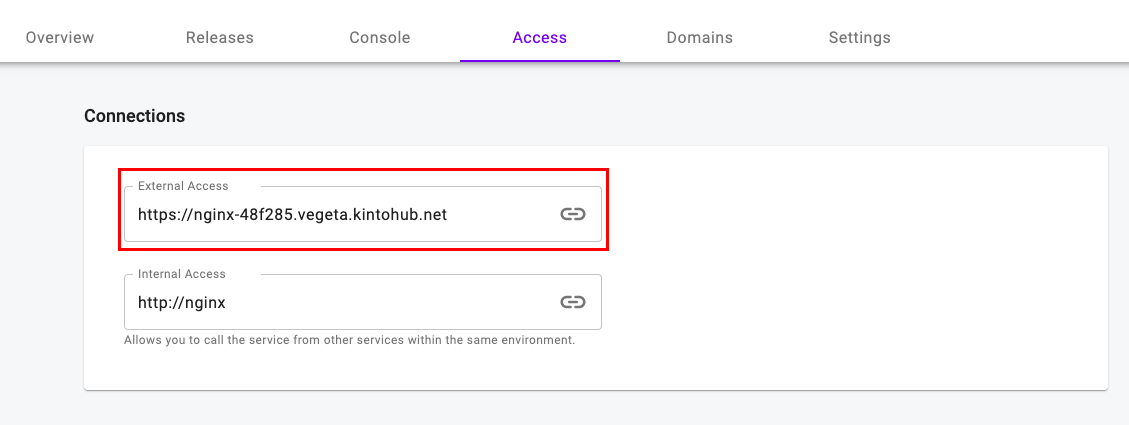 Overview Releases Console Access Domains Settings
Connections
External Access
https://nginx-48f285.vegeta.kintohub.net
Internal Access
http://nginx
Allows you to call the service from other services within the same environment.